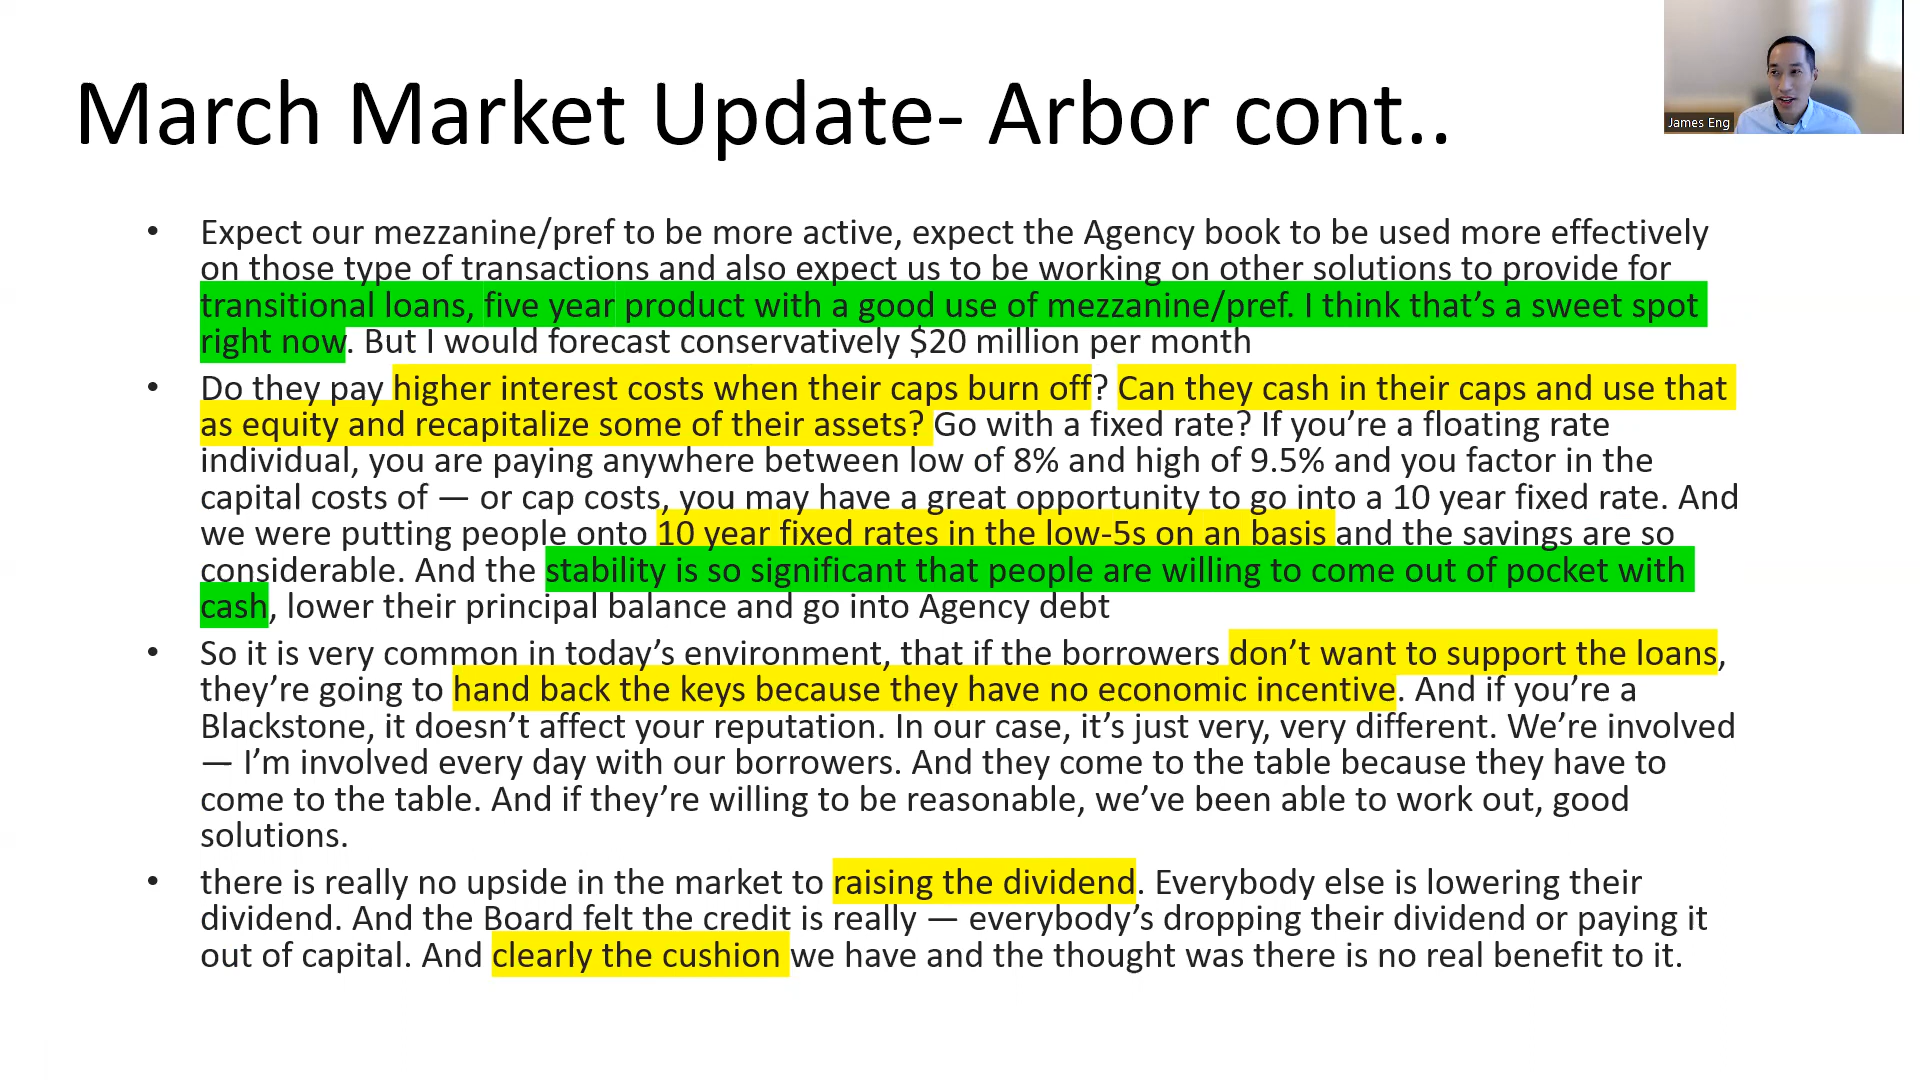 March Market Update- Arbor cont..
James Eng
• Expect our mezzanine/pref to be more active, expect the Agency book to be used more effectively
on those type of transactions and also expect us to be working on other solutions to provide for
transitional loans, five year product with a good use of mezzanine/pref. I think that’s a sweet spot
right now. But I would forecast conservatively $20 million per month
• Do they pay higher interest costs when their caps burn off? Can they cash in their caps and use that
as equity and recapitalize some of their assets? Go with a fixed rate? If you’re a floating rate
individual, you are paying anywhere between low of 8% and high of 9.5% and you factor in the
capital costs of — or cap costs, you may have a great opportunity to go into a 10 year fixed rate. And
we were putting people onto 10 year fixed rates in the low-5s on an basis and the savings are so
considerable. And the stability is so significant that people are willing to come out of pocket with
cash, lower their principal balance and go into Agency debt
• So it is very common in today’s environment, that if the borrowers don’t want to support the loans,
they’re going to hand back the keys because they have no economic incentive. And if you’re a
Blackstone, it doesn’t affect your reputation. In our case, it’s just very, very different. We’re involved
— I’m involved every day with our borrowers. And they come to the table because they have to
come to the table. And if they’re willing to be reasonable, we’ve been able to work out, good
solutions.
• there is really no upside in the market to raising the dividend. Everybody else is lowering their
dividend. And the Board felt the credit is really — everybody’s dropping their dividend or paying it
out of capital. And clearly the cushion we have and the thought was there is no real benefit to it.